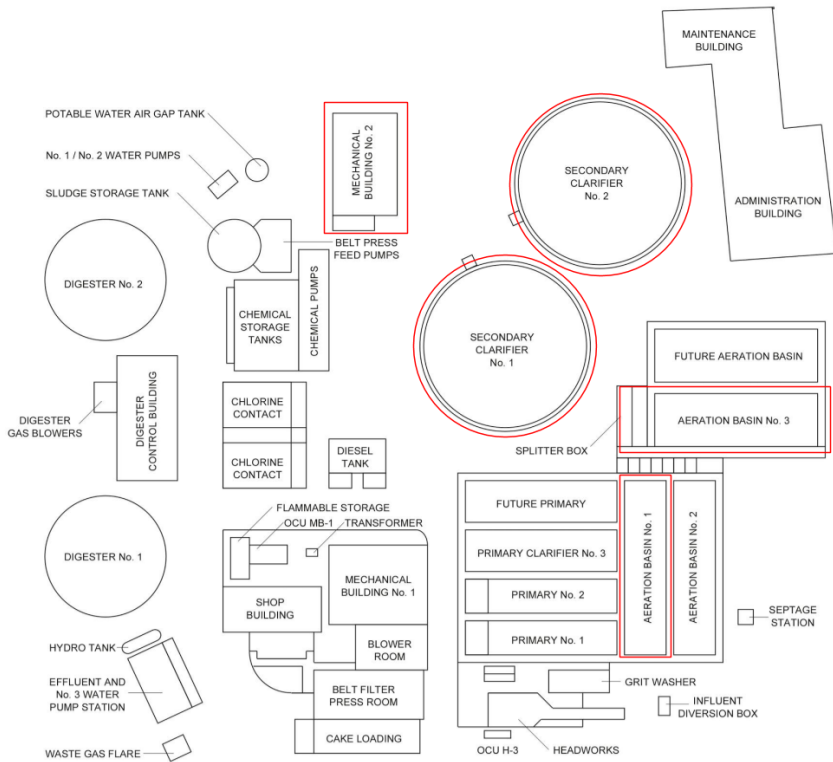 MAINTENANCE
BUILDING
POTABLE WATER AIR GAP TANK
No. 1 / No. 2 WATER PUMPS
SLUDGE STORAGE TANK
MECHANICAL
BUILDING No. 2
SECONDARY
CLARIFIER
No. 2
ADMINISTRATION
BUILDING
BELT PRESS
FEED PUMPS
DIGESTER No. 2
CHEMICAL
STORAGE
TANKS
CHEMICAL PUMPS
SECONDARY
CLARIFIER
No. 1
FUTURE AERATION BASIN
AERATION BASIN No. 3
SPLITTER BOX
DIGESTER
GAS BLOWERS
DIGESTER
CONTROL BUILDING
CHLORINE
CONTACT
CHLORINE
CONTACT
DIESEL
TANK
FLAMMABLE STORAGE
OCU MB-1
TRANSFORMER
FUTURE PRIMARY
PRIMARY CLARIFIER No. 3
PRIMARY No. 2
PRIMARY No. 1
AERATION BASIN No. 1
AERATION BASIN No. 2
DIGESTER No. 1
MECHANICAL
BUILDING No. 1
SHOP
BUILDING
BLOWER
ROOM
SEPTAGE
STATION
HYDRO TANK
EFFLUENT AND
No. 3 WATER
PUMP STATION
BELT FILTER
PRESS ROOM
GRIT WASHER
INFLUENT
DIVERSION BOX
WASTE GAS FLARE
CAKE LOADING
OCU H-3
HEADWORKS